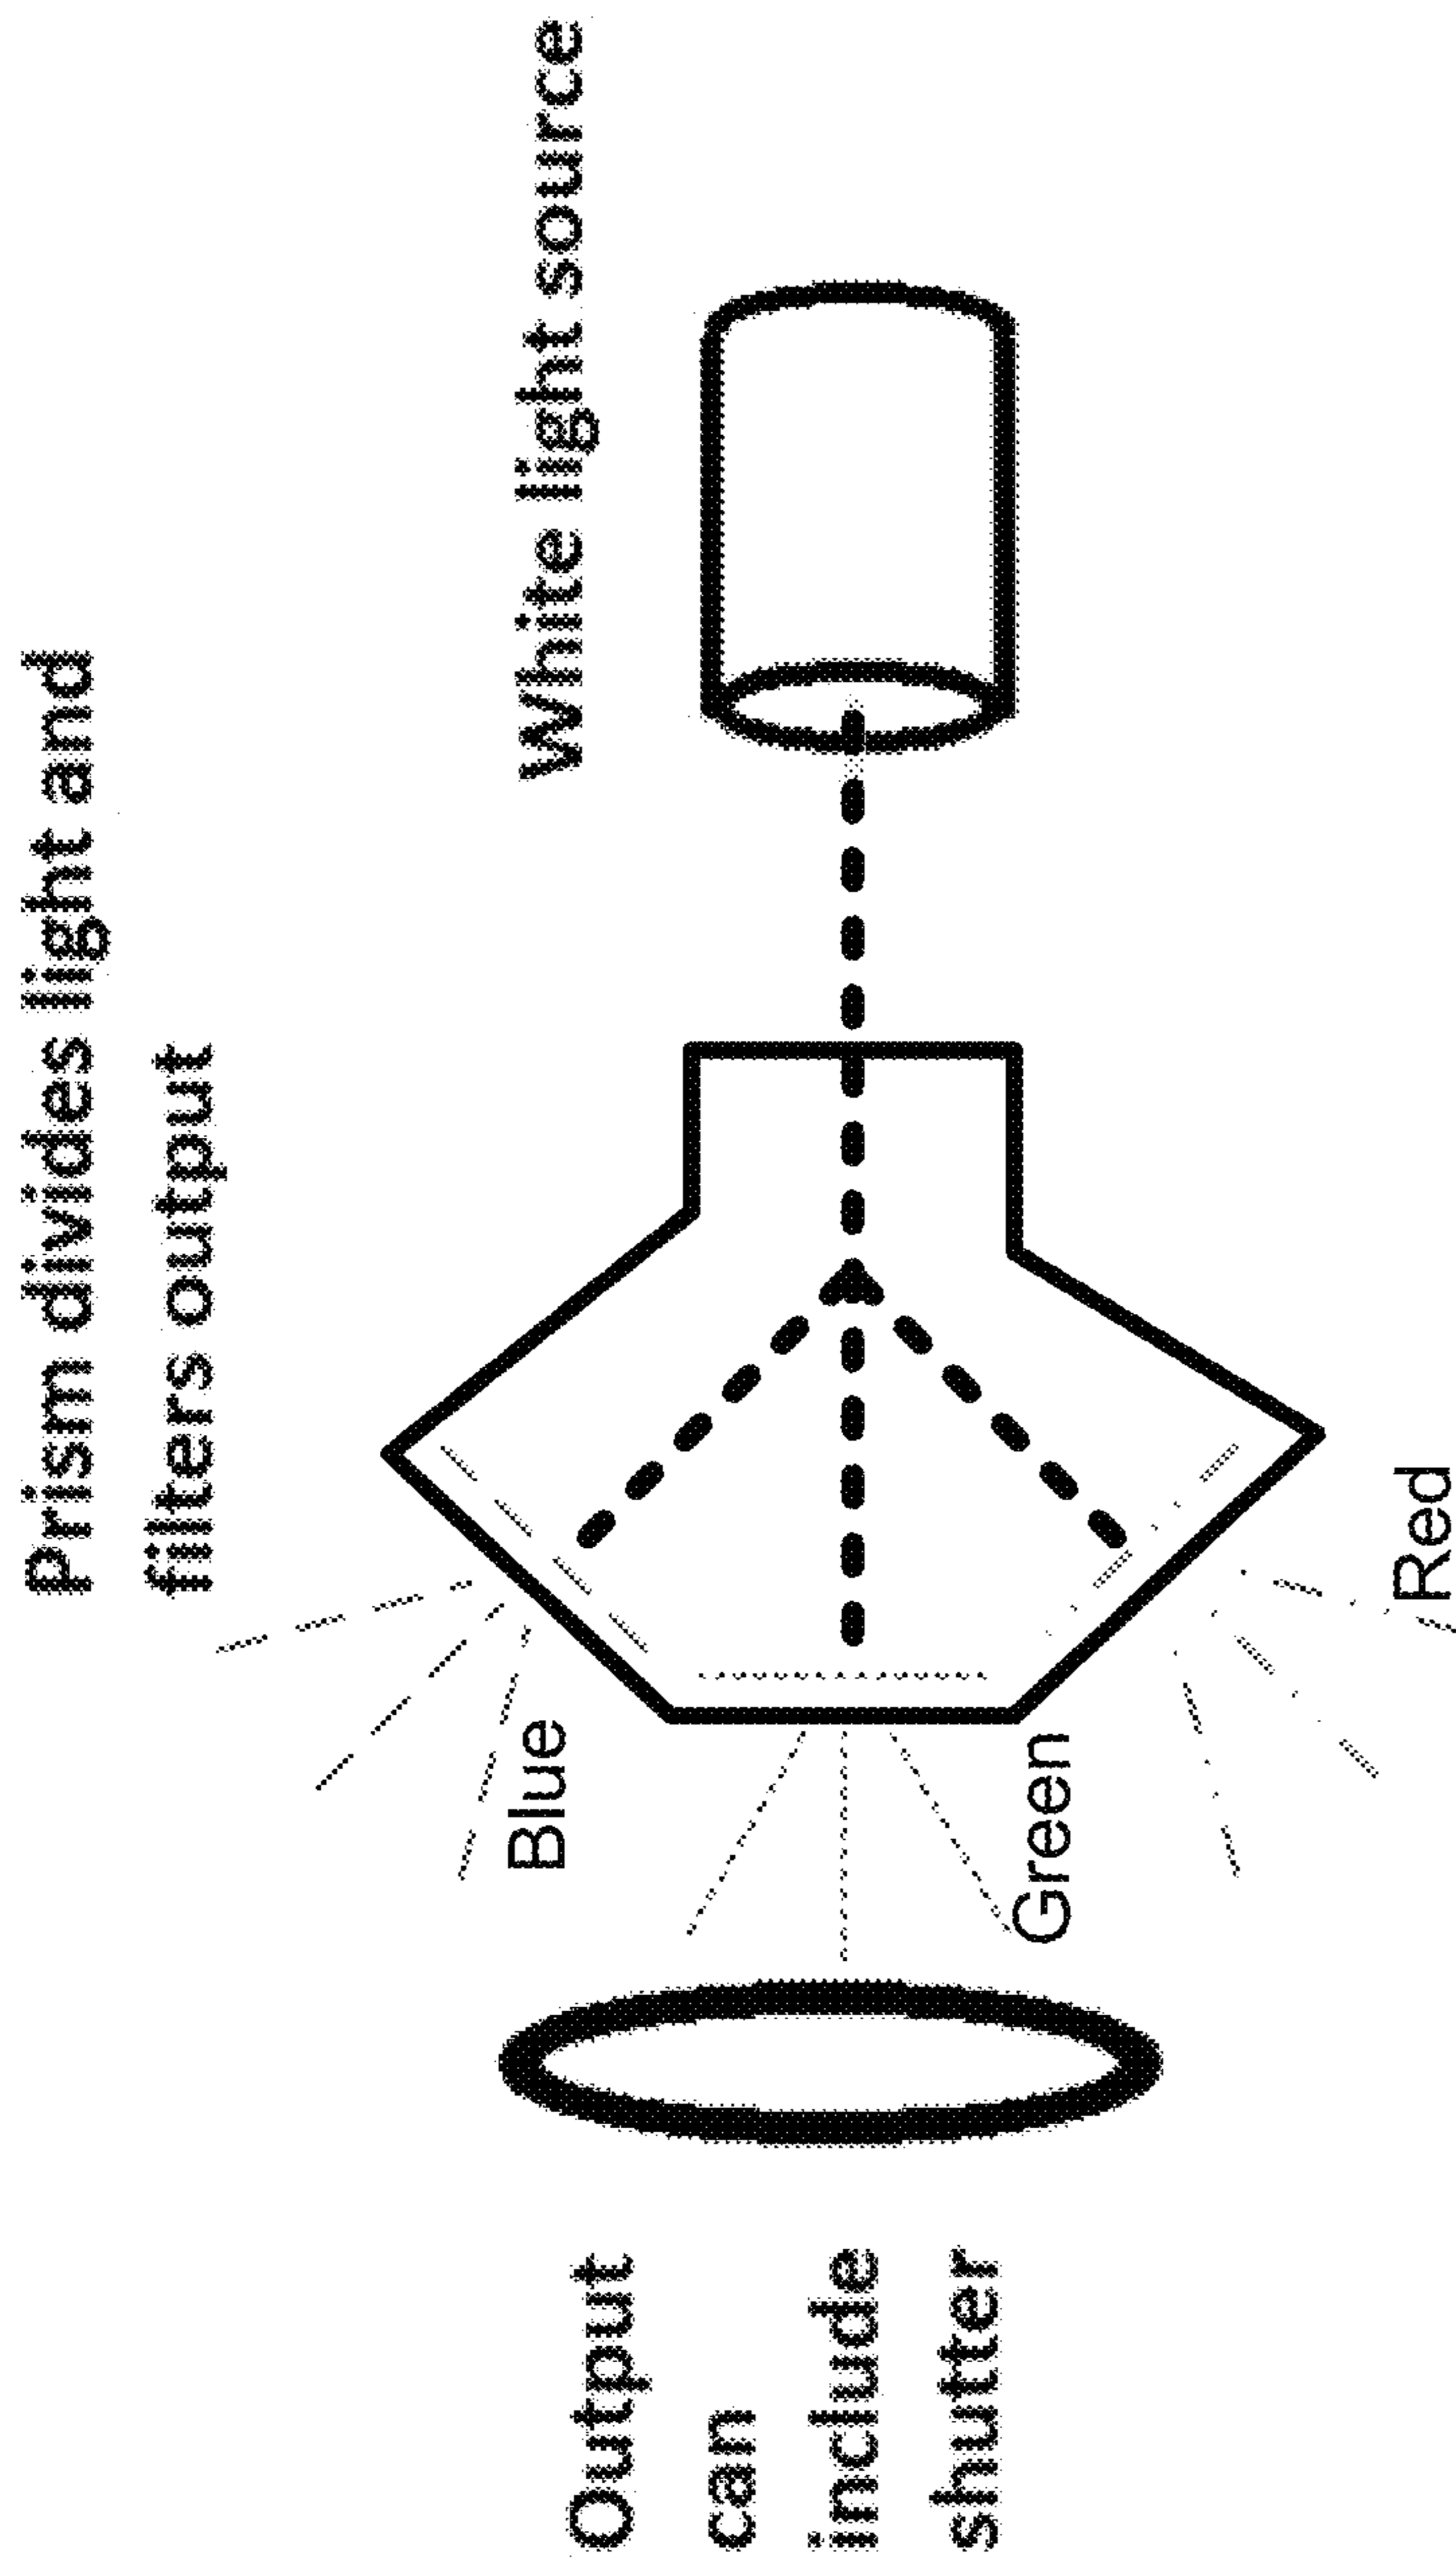 Prism divides light and
filters output
White light source
Blue
Green
Red
Output
can
include
shutter